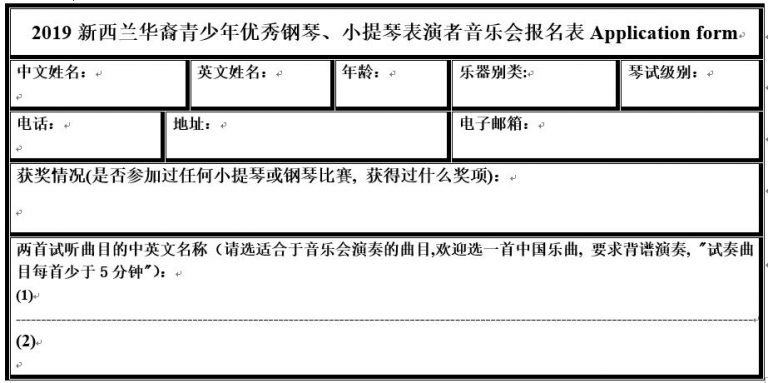 2019 新西兰华裔青少年优秀钢琴、小提琴表演者音乐会报名表 Application form
中文姓名： 英文姓名： 年龄： 乐器别类: 琴试级别：
电话： 地址： 电子邮箱：
获奖情况(是否参加过任何小提琴或钢琴比赛, 获得过什么奖项)：
两首试听曲目的中英文名称（请选适合于音乐会演奏的曲目,欢迎选一首中国乐曲, 要求背谱演奏, "试奏曲
目每首少于 5 分钟"）：
(1)
(2)